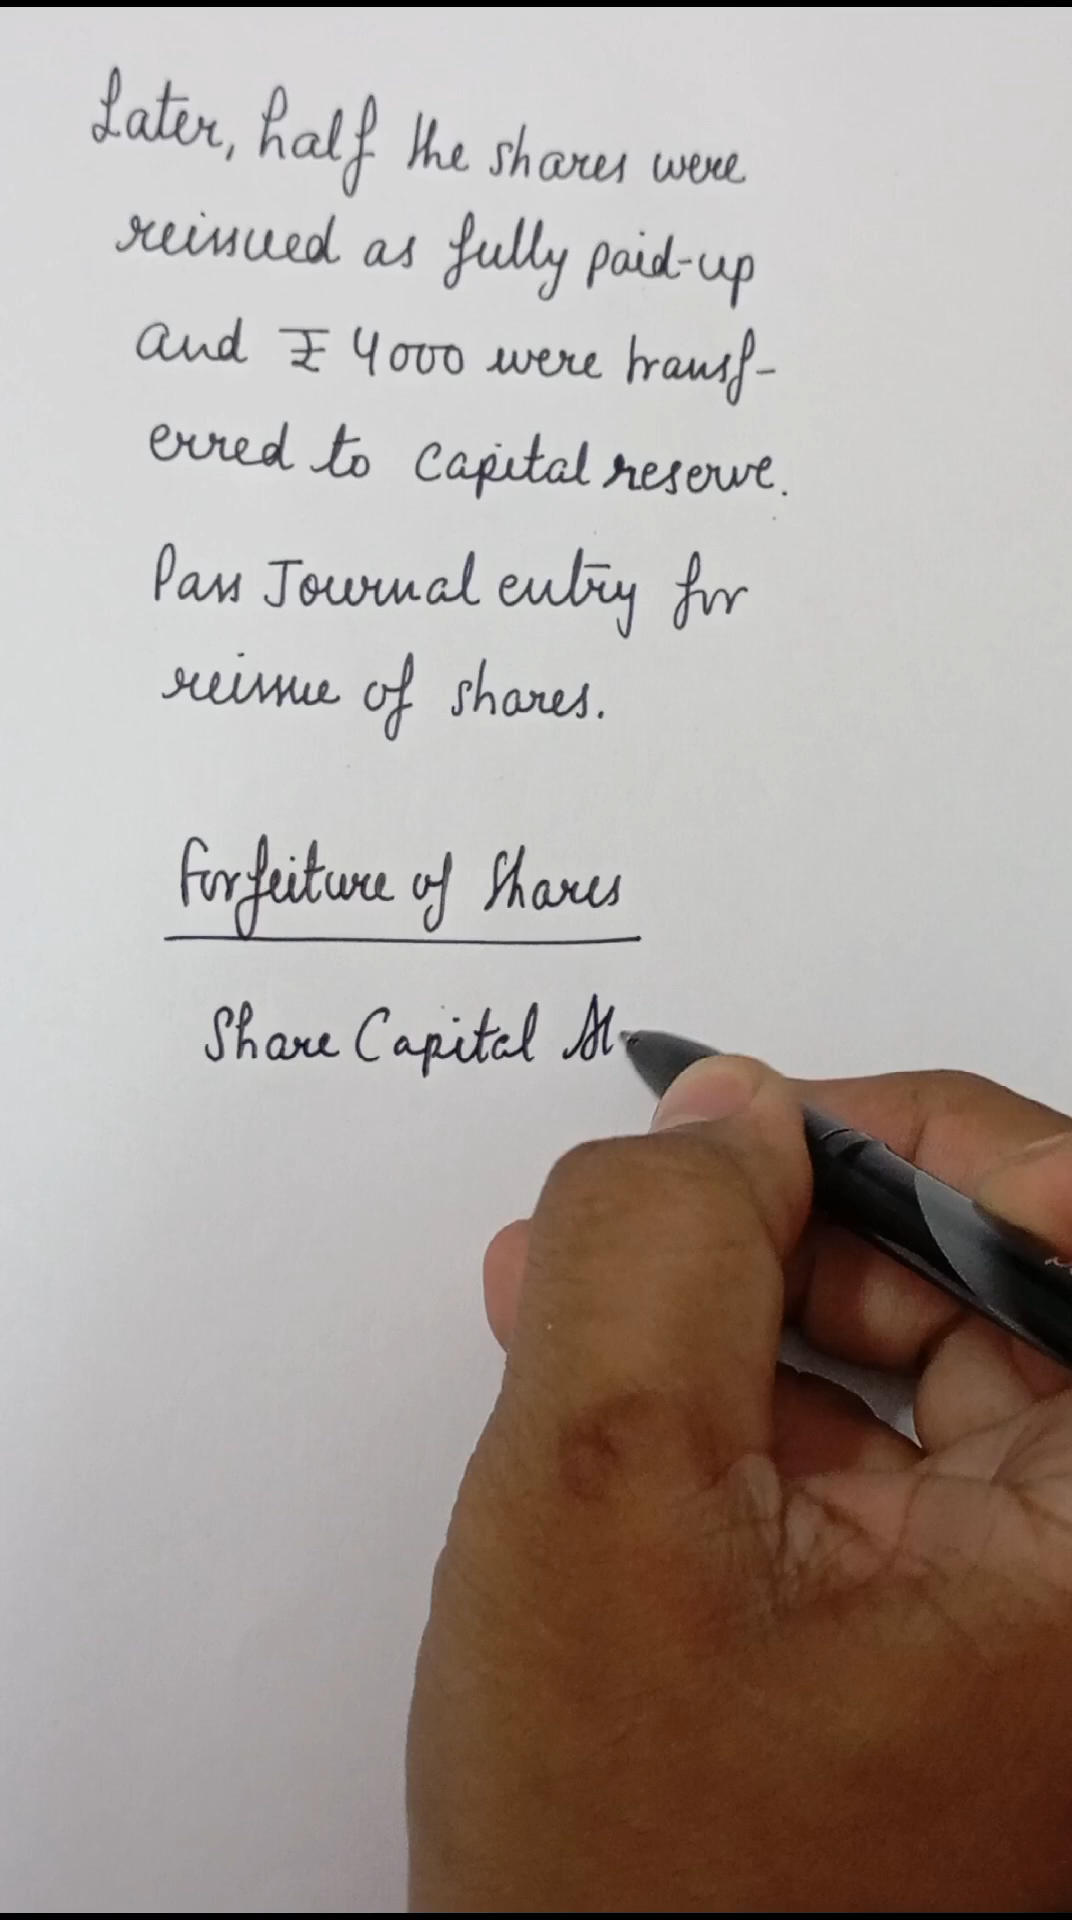 Later, half the shares were
reissued as fully paid-up
and ₹ 4000 were transf-
erred to Capital reserve.
Pass Journal entry for
reissue of shares.
Forfeiture of Shares
Share Capital A